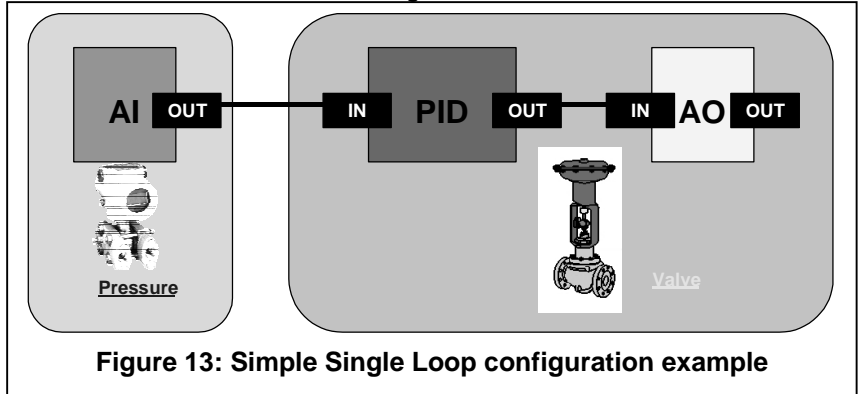 AI OUT IN PID OUT IN AO OUT
Pressure
Valve
Figure 13: Simple Single Loop configuration example